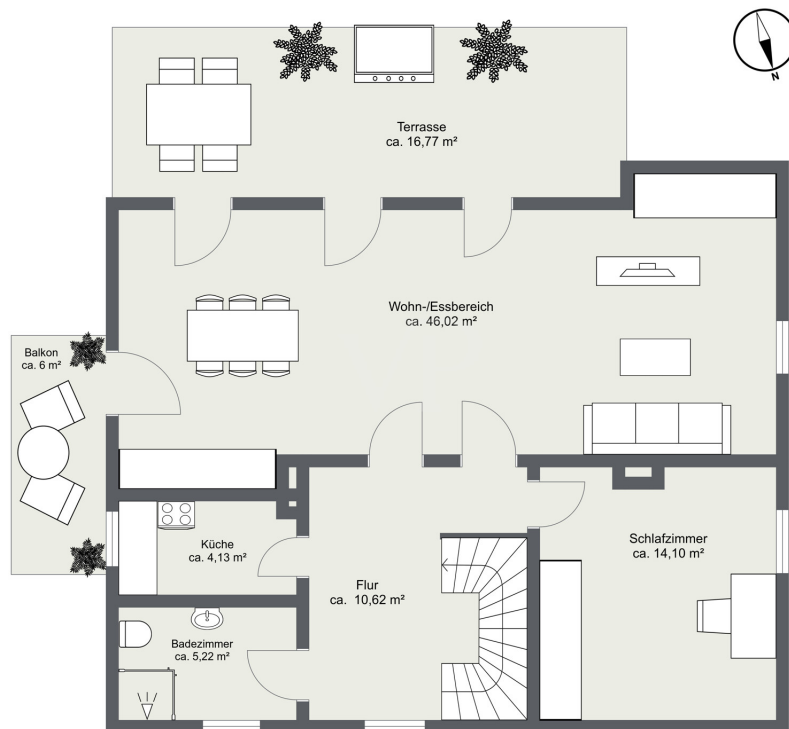 N
Terrasse
ca. 16,77 m²
Wohn-/Essbereich
ca. 46,02 m²
Balkon
ca. 6 m²
Küche
ca. 4,13 m²
Schlafzimmer
ca. 14,10 m²
Flur
ca. 10,62 m²
Badezimmer
ca. 5,22 m²